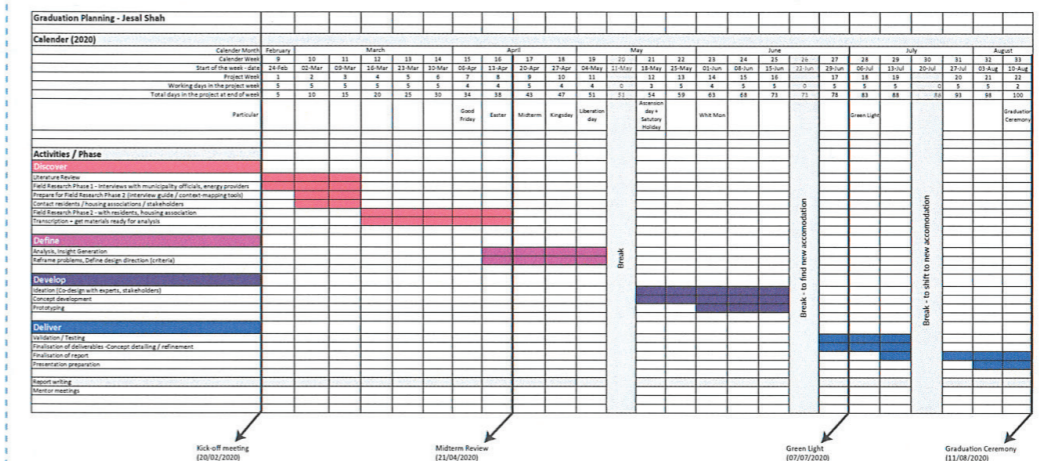 Graduation Planning - Jesal Shah
Calender (2020)
Calender Month February March April May June July August
Calender Week 9 10 11 12 13 14 15 16 17 18 19 20 21 22 23 24 25 26 27 28 29 30 31 32 33
Start of the week - date 24-Feb 02-Mar 09-Mar 16-Mar 23-Mar 30-Mar 06-Apr 13-Apr 20-Apr 27-Apr 04-May 11-May 18-May 25-May 01-Jun 08-Jun 15-Jun 22-Jun 29-Jun 06-Jul 13-Jul 20-Jul 27-Jul 03-Aug 10-Aug
Project Week 1 2 3 4 5 6 7 8 9 10 11 12 13 14 15 16 17 18 19 20 21 22
Working days in the project week 5 5 5 5 5 5 4 4 5 4 4 0 3 5 4 5 5 0 5 5 5 0 5 5 2
Total days in the project at end of week 5 10 15 20 25 30 34 38 43 47 51 51 54 59 63 68 73 73 78 83 88 88 93 98 100
Particular Good Friday Easter Midterm Kingsday Liberation day Ascension day + Satutory Holiday Whit Mon Green Light Graduation Ceremony
Activities / Phase
Discover
Literature Review
Field Research Phase 1 - Interviews with municipality officials, energy providers
Prepare for Field Research Phase 2 (interview guide / context-mapping tools)
Contact residents / housing associations / stakeholders
Field Research Phase 2 - with residents, housing association
Transcription + get materials ready for analysis
Define
Analysis, Insight Generation
Reframe problems, Define design direction (criteria)
Break
Develop
Ideation (Co-design with experts, stakeholders)
Concept development
Prototyping
Break - to find new accomodation
Break - to shift to new accomodation
Deliver
Validation / Testing
Finalisation of deliverables -Concept detailing / refinement
Finalisation of report
Presentation preparation
Report writing
Mentor meetings
Kick-off meeting
(20/02/2020)
Midterm Review
(21/04/2020)
Green Light
(07/07/2020)
Graduation Ceremony
(11/08/2020)